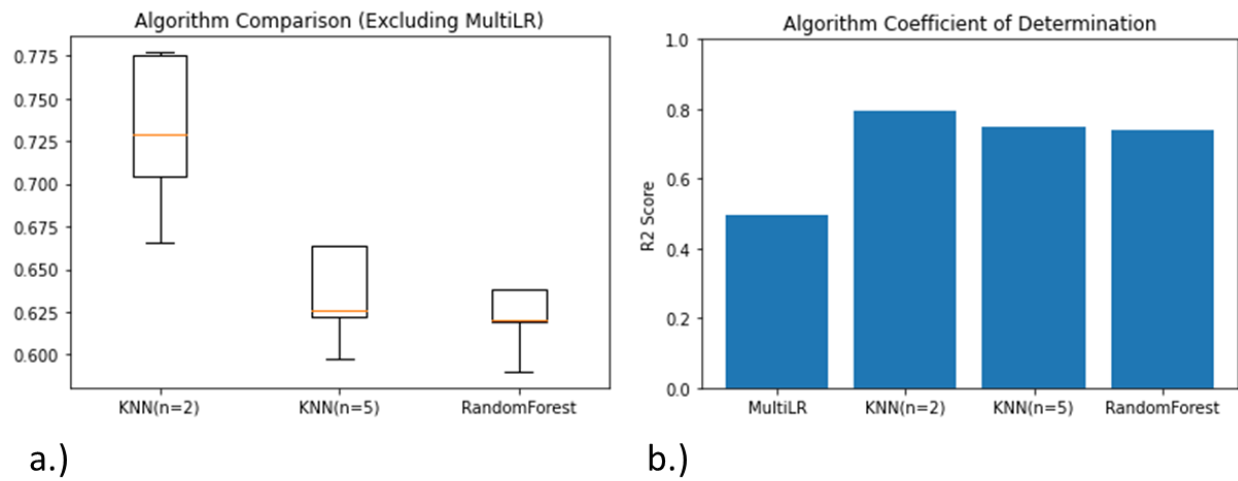 Algorithm Comparison (Excluding MultiLR)
0.775
0.750
0.725
0.700
0.675
0.650
0.625
0.600
KNN(n=2) KNN(n=5) RandomForest
a.)
Algorithm Coefficient of Determination
R2 Score
1.0
0.8
0.6
0.4
0.2
0.0
MultiLR KNN(n=2) KNN(n=5) RandomForest
b.)